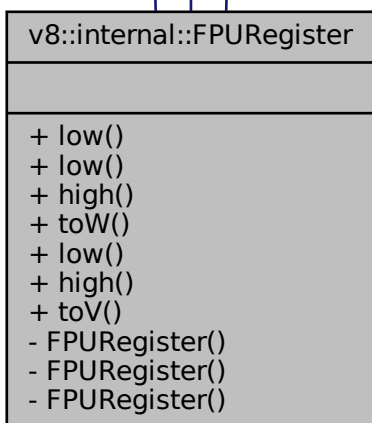 v8::internal::FPURegister
+ low()
+ low()
+ high()
+ toW()
+ low()
+ high()
+ toV()
- FPURegister()
- FPURegister()
- FPURegister()